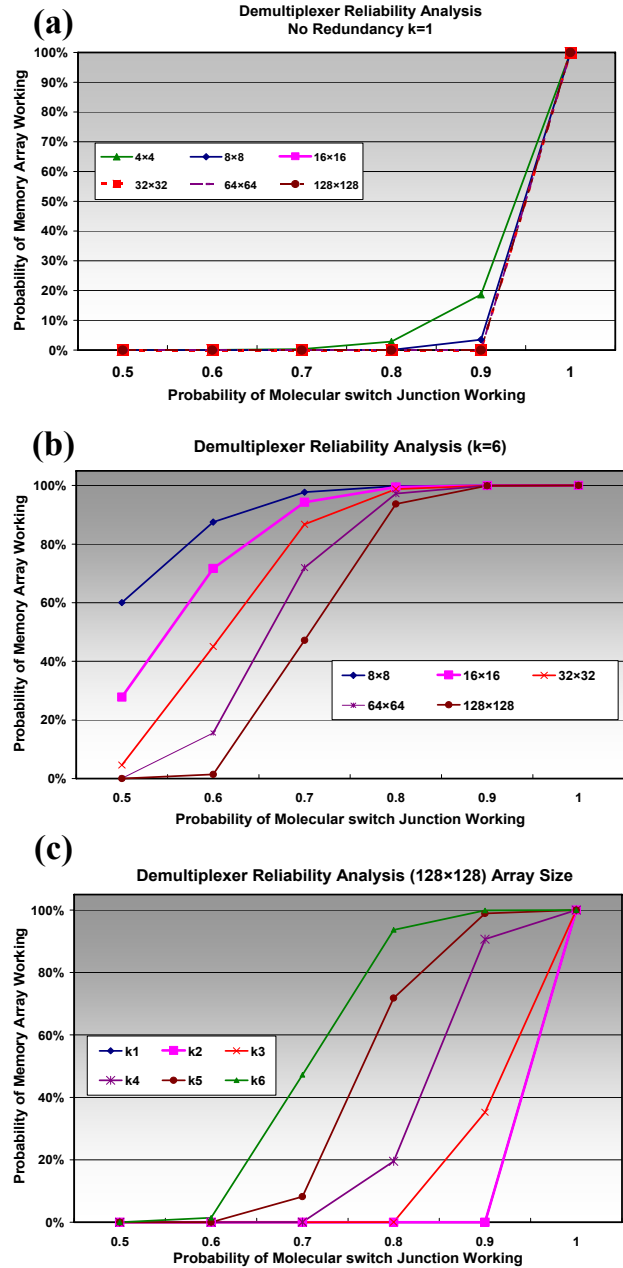 (a)
Demultiplexer Reliability Analysis
No Redundancy k=1
Probability of Memory Array Working
100%
90%
80%
70%
60%
50%
40%
30%
20%
10%
0%
4×4 8×8 16×16
32×32 64×64 128×128
0.5 0.6 0.7 0.8 0.9 1
Probability of Molecular switch Junction Working
(b)
Demultiplexer Reliability Analysis (k=6)
Probability of Memory Array Working
100%
80%
60%
40%
20%
0%
8×8 16×16 32×32
64×64 128×128
0.5 0.6 0.7 0.8 0.9 1
Probability of Molecular switch Junction Working
(c)
Demultiplexer Reliability Analysis (128×128) Array Size
Probability of Memory Array Working
100%
80%
60%
40%
20%
0%
k1 k2 k3
k4 k5 k6
0.5 0.6 0.7 0.8 0.9 1
Probability of Molecular switch Junction Working